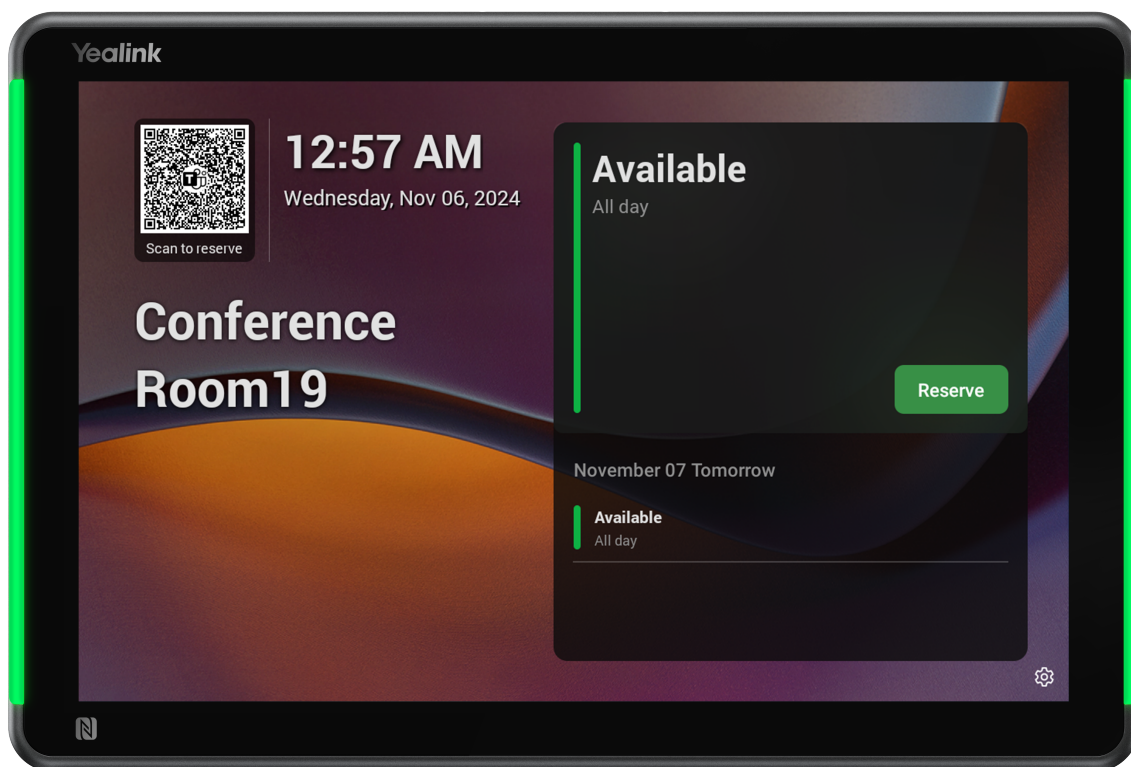 Yealink
12:57 AM
Wednesday, Nov 06, 2024
Scan to reserve
Conference
Room19
Available
All day
Reserve
November 07 Tomorrow
Available
All day